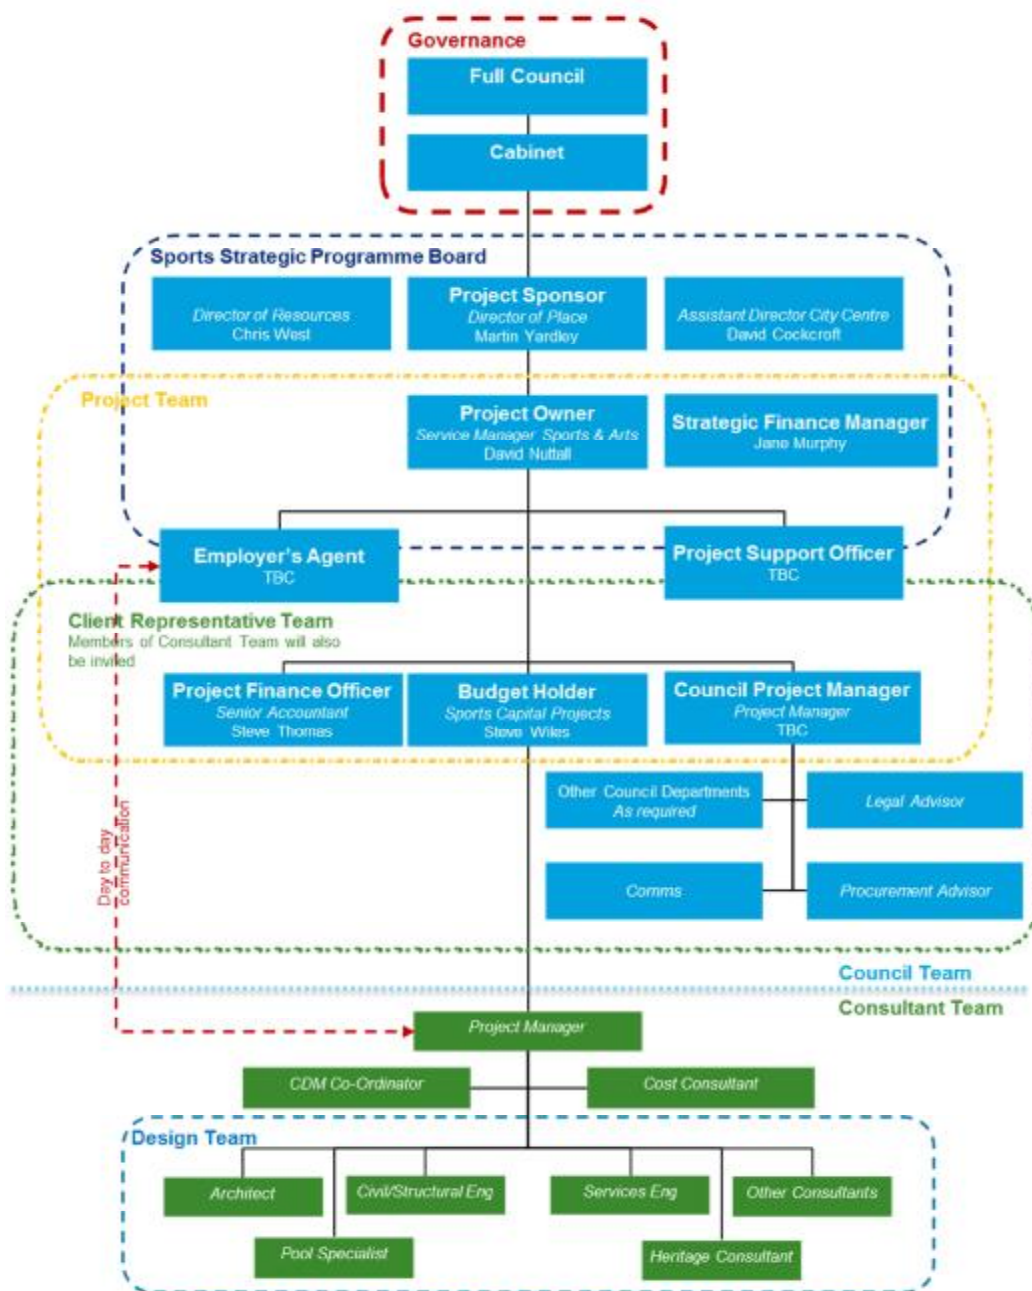 Governance
Full Council
Cabinet
Sports Strategic Programme Board
Director of Resources
Chris West
Project Sponsor
Director of Place
Martin Yardley
Assistant Director City Centre
David Cockcroft
Project Team
Project Owner
Service Manager Sports & Arts
David Nuttall
Strategic Finance Manager
Jane Murphy
Employer's Agent
TBC
Project Support Officer
TBC
Client Representative Team
Members of Consultant Team will also
be invited
Project Finance Officer
Senior Accountant
Steve Thomas
Budget Holder
Sports Capital Projects
Steve Wiles
Council Project Manager
Project Manager
TBC
Day to day
communication
Other Council Departments
As required
Legal Advisor
Comms
Procurement Advisor
Council Team
Consultant Team
Project Manager
CDM Co-Ordinator
Cost Consultant
Design Team
Architect
Civil/Structural Eng
Services Eng
Other Consultants
Pool Specialist
Heritage Consultant